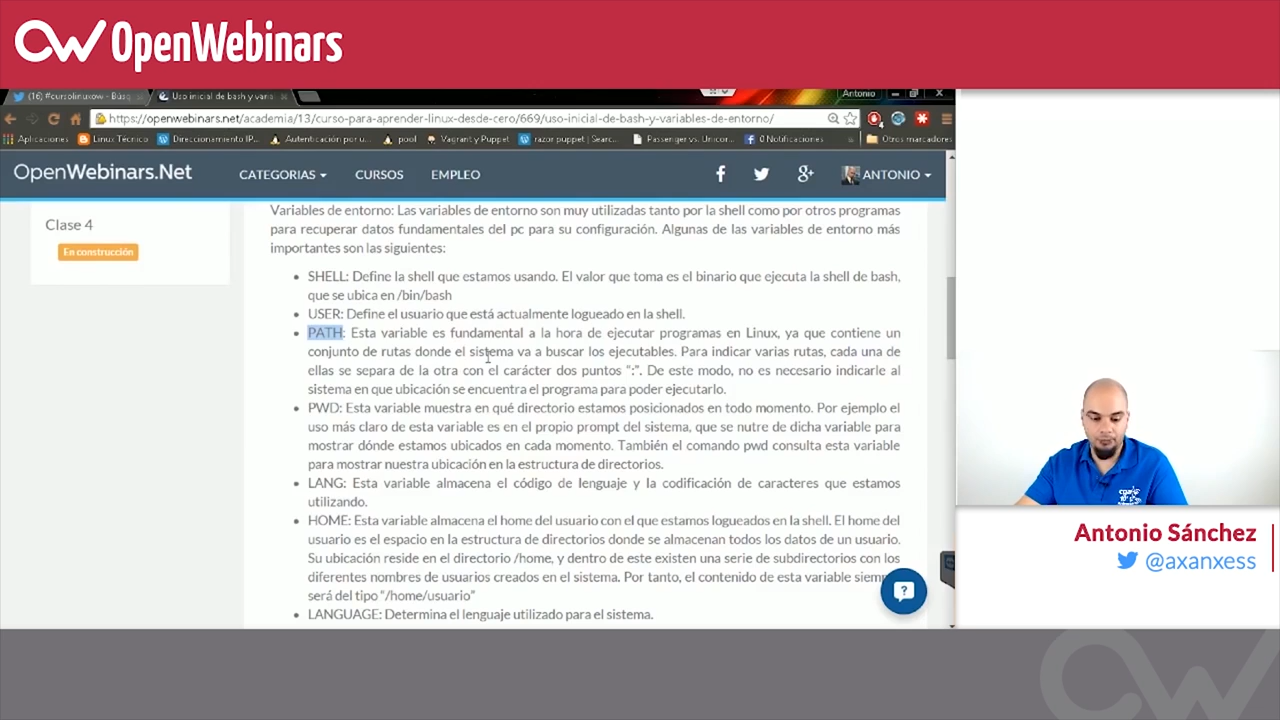 OpenWebinars
(16) #cursolinuxow - Búsq
Uso inicial de bash y varia
Antonio
https://openwebinars.net/academia/13/curso-para-aprender-linux-desde-cero/669/uso-inicial-de-bash-y-variables-de-entorno/
Aplicaciones Linux Técnico Direccionamiento IP... Autenticación por u... pool Vagrant y Puppet razor puppet | Searc... Passenger vs. Unicor... 0 Notificaciones Otros marcadores
OpenWebinars.Net CATEGORIAS CURSOS EMPLEO ANTONIO
Clase 4
En construcción
Variables de entorno: Las variables de entorno son muy utilizadas tanto por la shell como por otros programas
para recuperar datos fundamentales del pc para su configuración. Algunas de las variables de entorno más
importantes son las siguientes:
SHELL: Define la shell que estamos usando. El valor que toma es el binario que ejecuta la shell de bash,
que se ubica en /bin/bash
USER: Define el usuario que está actualmente logueado en la shell.
PATH: Esta variable es fundamental a la hora de ejecutar programas en Linux, ya que contiene un
conjunto de rutas donde el sistema va a buscar los ejecutables. Para indicar varias rutas, cada una de
ellas se separa de la otra con el carácter dos puntos “:”. De este modo, no es necesario indicarle al
sistema en que ubicación se encuentra el programa para poder ejecutarlo.
PWD: Esta variable muestra en qué directorio estamos posicionados en todo momento. Por ejemplo el
uso más claro de esta variable es en el propio prompt del sistema, que se nutre de dicha variable para
mostrar dónde estamos ubicados en cada momento. También el comando pwd consulta esta variable
para mostrar nuestra ubicación en la estructura de directorios.
LANG: Esta variable almacena el código de lenguaje y la codificación de caracteres que estamos
utilizando.
HOME: Esta variable almacena el home del usuario con el que estamos logueados en la shell. El home del
usuario es el espacio en la estructura de directorios donde se almacenan todos los datos de un usuario.
Su ubicación reside en el directorio /home, y dentro de este existen una serie de subdirectorios con los
diferentes nombres de usuarios creados en el sistema. Por tanto, el contenido de esta variable siem
será del tipo “/home/usuario”
LANGUAGE: Determina el lenguaje utilizado para el sistema.
Antonio Sánchez
@axanxess